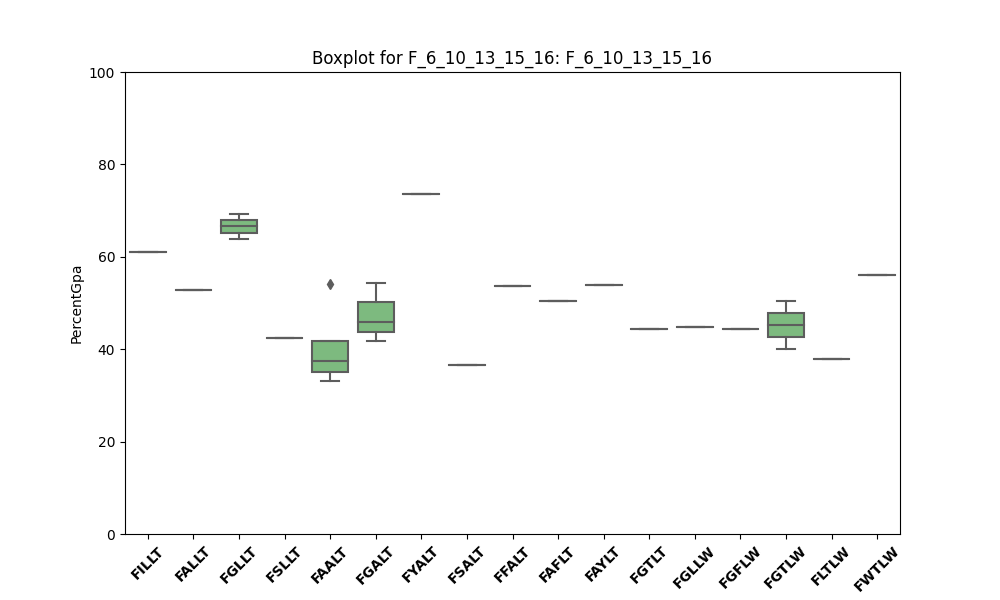 Boxplot for F_6_10_13_15_16: F_6_10_13_15_16
100
80
60
40
20
0
PercentGpa
FILLT
FALLT
FGLLT
FSLLT
FAALT
FGALT
FYALT
FSALT
FFALT
FAFLT
FAYLT
FGTLT
FGLLW
FGFLW
FGTLW
FLTLW
FWTLW